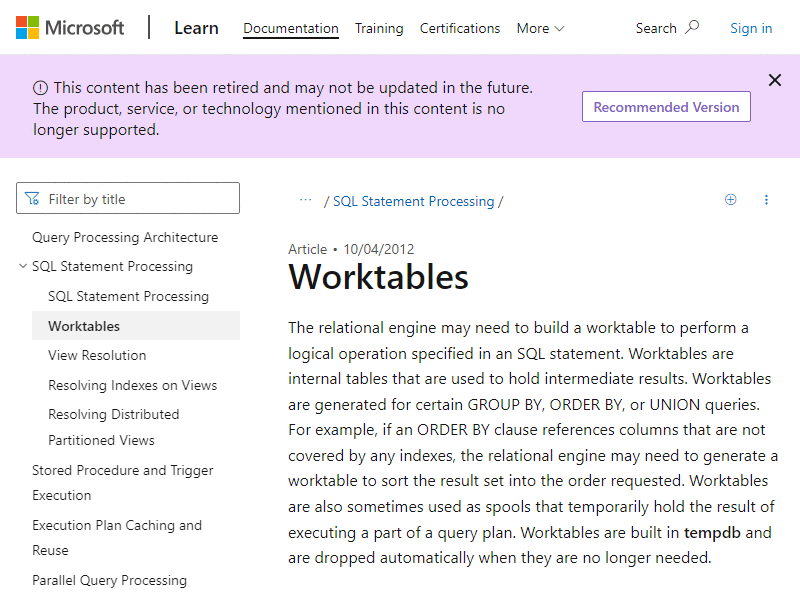 Microsoft | Learn Documentation Training Certifications More Search Sign in
This content has been retired and may not be updated in the future.
The product, service, or technology mentioned in this content is no
longer supported.
Recommended Version
Filter by title
Query Processing Architecture
SQL Statement Processing
SQL Statement Processing
Worktables
View Resolution
Resolving Indexes on Views
Resolving Distributed
Partitioned Views
Stored Procedure and Trigger
Execution
Execution Plan Caching and
Reuse
Parallel Query Processing
··· / SQL Statement Processing /
Article • 10/04/2012
Worktables
The relational engine may need to build a worktable to perform a
logical operation specified in an SQL statement. Worktables are
internal tables that are used to hold intermediate results. Worktables
are generated for certain GROUP BY, ORDER BY, or UNION queries.
For example, if an ORDER BY clause references columns that are not
covered by any indexes, the relational engine may need to generate a
worktable to sort the result set into the order requested. Worktables
are also sometimes used as spools that temporarily hold the result of
executing a part of a query plan. Worktables are built in tempdb and
are dropped automatically when they are no longer needed.